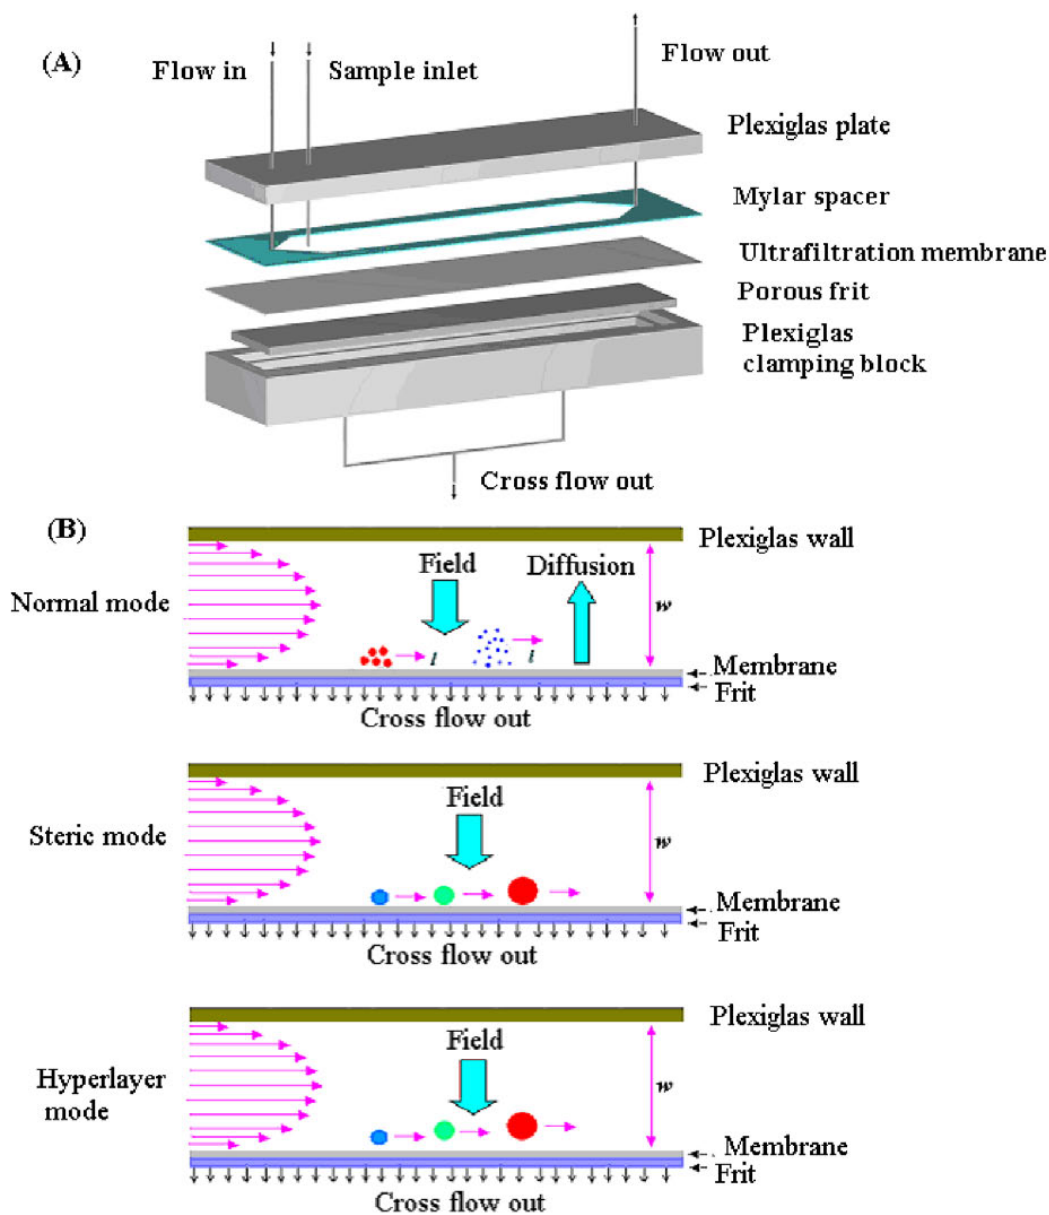 (A)
Flow in
Sample inlet
Flow out
Plexiglas plate
Mylar spacer
Ultrafiltration membrane
Porous frit
Plexiglas
clamping block
Cross flow out
(B)
Normal mode
Field
Diffusion
Plexiglas wall
w
l
l
Membrane
Frit
Cross flow out
Steric mode
Field
Plexiglas wall
w
Membrane
Frit
Cross flow out
Hyperlayer
mode
Field
Plexiglas wall
w
Membrane
Frit
Cross flow out